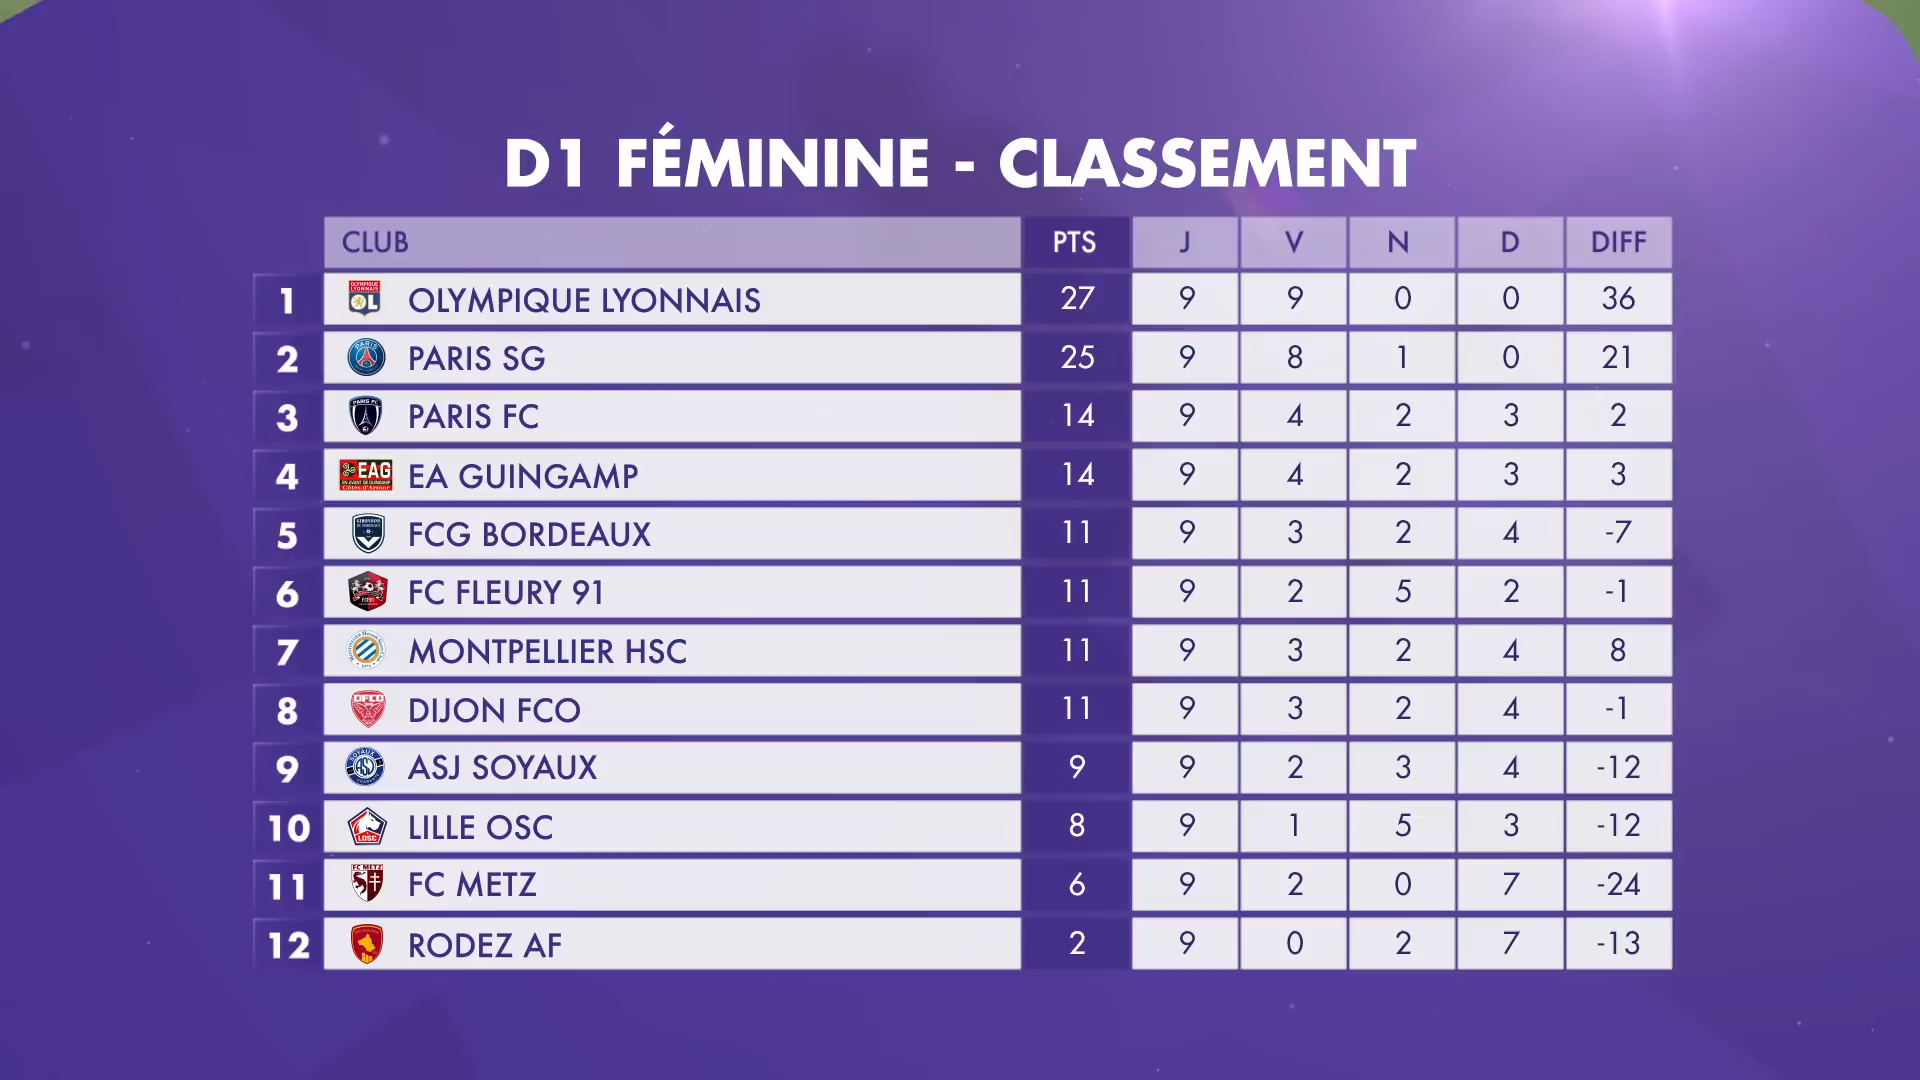 D1 FÉMININE - CLASSEMENT
CLUB PTS J V N D DIFF
1 OLYMPIQUE LYONNAIS 27 9 9 0 0 36
2 PARIS SG 25 9 8 1 0 21
3 PARIS FC 14 9 4 2 3 2
4 EAG EA GUINGAMP 14 9 4 2 3 3
5 FCG BORDEAUX 11 9 3 2 4 -7
6 FC FLEURY 91 11 9 2 5 2 -1
7 MONTPELLIER HSC 11 9 3 2 4 8
8 DIJON FCO 11 9 3 2 4 -1
9 ASJ SOYAUX 9 9 2 3 4 -12
10 LOSC LILLE OSC 8 9 1 5 3 -12
11 FC METZ FC METZ 6 9 2 0 7 -24
12 RODEZ AF 2 9 0 2 7 -13